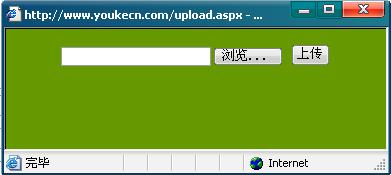 http://www.youkecn.com/upload.aspx - ...
浏览... 上传
完毕 Internet